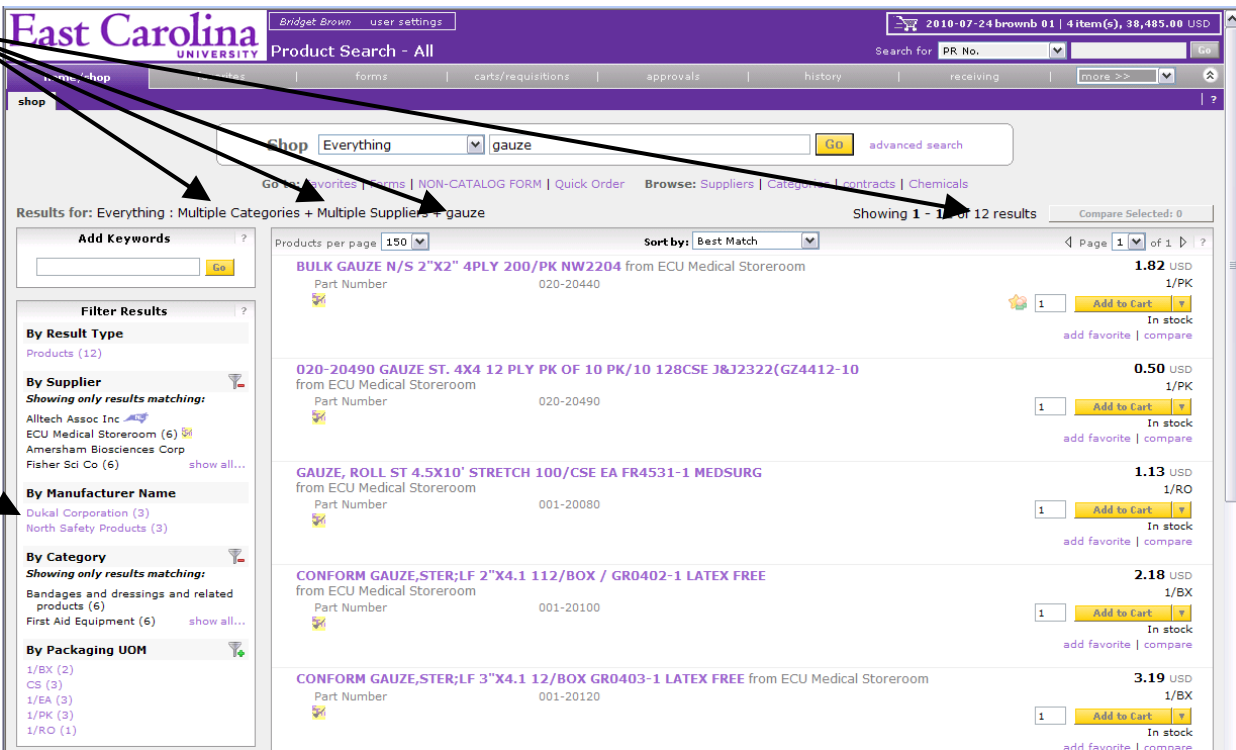 East Carolina
UNIVERSITY
Bridget Brown user settings
2010-07-24 brownb 01 | 4 item(s), 38,485.00 USD
Product Search - All
Search for PR No. Go
home/shop | forms | carts/requisitions | approvals | history | receiving | more >>
shop | ?
Shop Everything gauze Go advanced search
Go to: Favorites | Forms | NON-CATALOG FORM | Quick Order Browse: Suppliers | Categories | contracts | Chemicals
Results for: Everything : Multiple Categories + Multiple Suppliers + gauze
Showing 1 - of 12 results Compare Selected: 0
Add Keywords ?
Go
Products per page 150 Sort by: Best Match Page 1 of 1 ?
Filter Results ?
By Result Type
Products (12)
By Supplier
Showing only results matching:
Alltech Assoc Inc
ECU Medical Storeroom (6)
Amersham Biosciences Corp
Fisher Sci Co (6) show all...
By Manufacturer Name
Dukal Corporation (3)
North Safety Products (3)
By Category
Showing only results matching:
Bandages and dressings and related
products (6)
First Aid Equipment (6) show all...
By Packaging UOM
1/BX (2)
CS (3)
1/EA (3)
1/PK (3)
1/RO (1)
BULK GAUZE N/S 2"X2" 4PLY 200/PK NW2204 from ECU Medical Storeroom 1.82 USD
Part Number 020-20440 1/PK
1 Add to Cart
In stock
add favorite | compare
020-20490 GAUZE ST. 4X4 12 PLY PK OF 10 PK/10 128CSE J&J2322(GZ4412-10 0.50 USD
from ECU Medical Storeroom 1/PK
Part Number 020-20490
1 Add to Cart
In stock
add favorite | compare
GAUZE, ROLL ST 4.5X10' STRETCH 100/CSE EA FR4531-1 MEDSURG 1.13 USD
from ECU Medical Storeroom 1/RO
Part Number 001-20080
1 Add to Cart
In stock
add favorite | compare
CONFORM GAUZE,STER;LF 2"X4.1 112/BOX / GR0402-1 LATEX FREE 2.18 USD
from ECU Medical Storeroom 1/BX
Part Number 001-20100
1 Add to Cart
In stock
add favorite | compare
CONFORM GAUZE,STER;LF 3"X4.1 12/BOX GR0403-1 LATEX FREE from ECU Medical Storeroom 3.19 USD
Part Number 001-20120 1/BX
1 Add to Cart
In stock
add favorite | compare